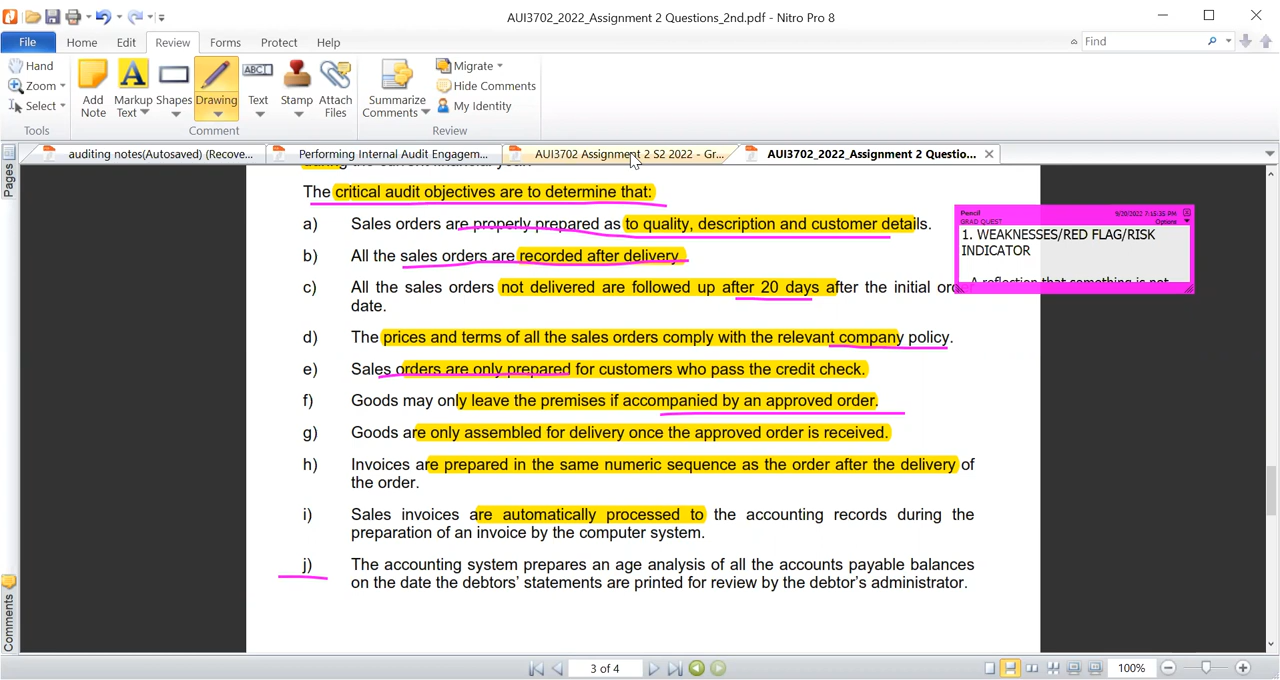 AUI3702_2022_Assignment 2 Questions_2nd.pdf - Nitro Pro 8
File Home Edit Review Forms Protect Help
Find
Hand
Zoom
Select
Tools
Add Note
Markup Text
Shapes
Drawing
Text
Stamp
Attach Files
Comment
Summarize Comments
Migrate
Hide Comments
My Identity
Review
Pages
auditing notes(Autosaved) (Recove...
Performing Internal Audit Engagem...
AUI3702 Assignment 2 S2 2022 - Gr...
AUI3702_2022_Assignment 2 Questio...
The critical audit objectives are to determine that:
a) Sales orders are properly prepared as to quality, description and customer details.
b) All the sales orders are recorded after delivery
c) All the sales orders not delivered are followed up after 20 days after the initial
date.
d) The prices and terms of all the sales orders comply with the relevant company policy.
e) Sales orders are only prepared for customers who pass the credit check.
f) Goods may only leave the premises if accompanied by an approved order.
g) Goods are only assembled for delivery once the approved order is received.
h) Invoices are prepared in the same numeric sequence as the order after the delivery of
the order.
i) Sales invoices are automatically processed to the accounting records during the
preparation of an invoice by the computer system.
j) The accounting system prepares an age analysis of all the accounts payable balances
on the date the debtors' statements are printed for review by the debtor's administrator.
Pencil
9/20/2022 7:15:35 PM
GRAD QUEST
Options
1. WEAKNESSES/RED FLAG/RISK
INDICATOR
Comments
3 of 4
100%